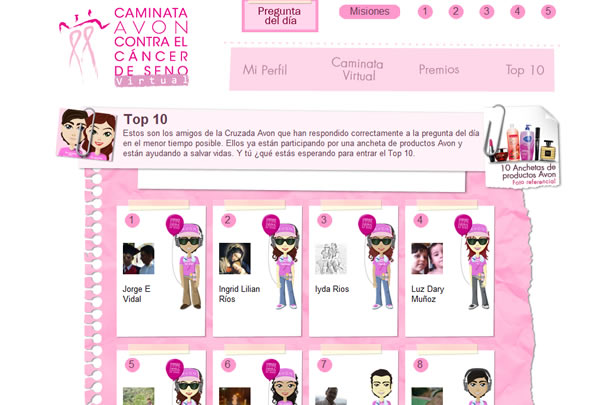 CAMINATA
AVON
CONTRA EL
CÁNCER
DE SENO
Virtual
Pregunta
del día
Misiones 1 2 3 4 5
Mi Perfil Caminata
Virtual Premios Top 10
Top 10
Estos son los amigos de la Cruzada Avon que han respondido correctamente a la pregunta del día
en el menor tiempo posible. Ellos ya están participando por una ancheta de productos Avon y
están ayudando a salvar vidas. Y tú ¿qué estás esperando para entrar el Top 10.
10 Anchetas de
productos Avon
Foto referencial
1 2 3 4
Jorge E
Vidal
Ingrid Lilian
Ríos
Iyda Rios
Luz Dary
Muñoz
5 6 7 8